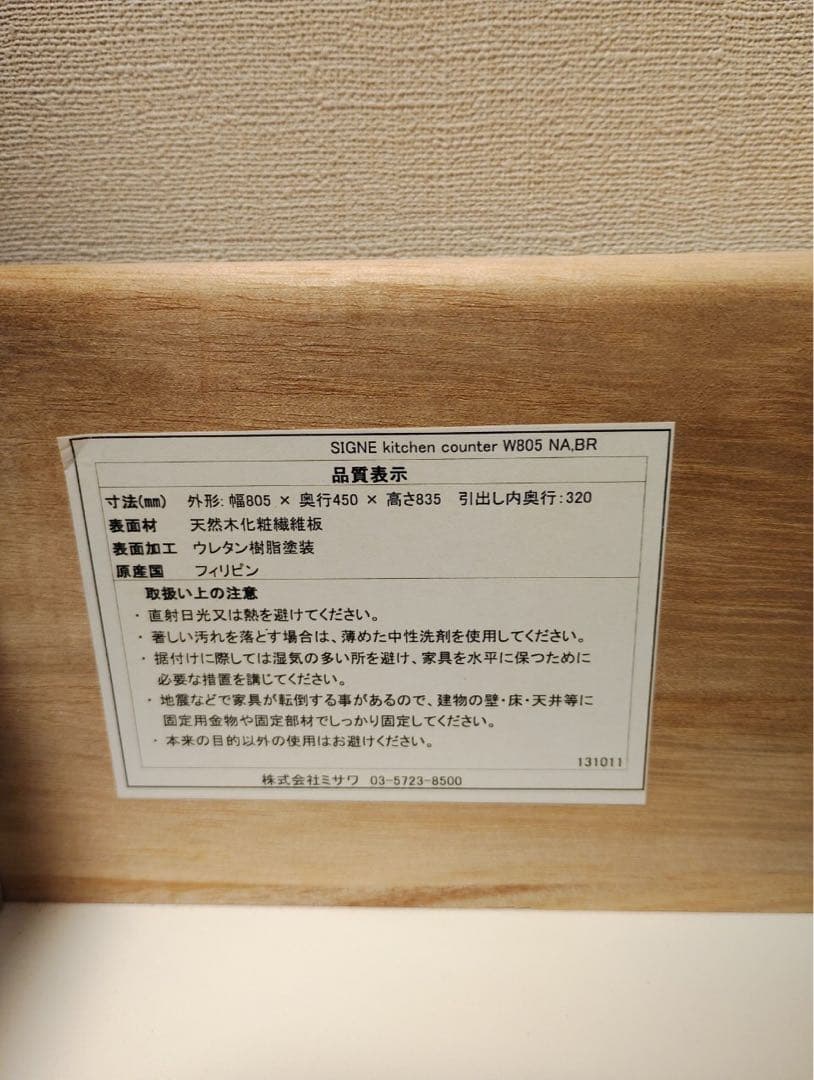 SIGNE kitchen counter W805 NA,BR
品質表示
寸法(mm) 外形: 幅805 × 奥行450 × 高さ835 引出し内奥行：320
表面材 天然木化粧繊維板
表面加工 ウレタン樹脂塗装
原産国 フィリピン
取扱い上の注意
・直射日光又は熱を避けてください。
・著しい汚れを落とす場合は、薄めた中性洗剤を使用してください。
・据付けに際しては湿気の多い所を避け、家具を水平に保つために
必要な措置を講じてください。
・地震などで家具が転倒する事があるので、建物の壁・床・天井等に
固定用金物や固定部材でしっかり固定してください。
・本来の目的以外の使用はお避けください。
131011
株式会社ミサワ 03-5723-8500